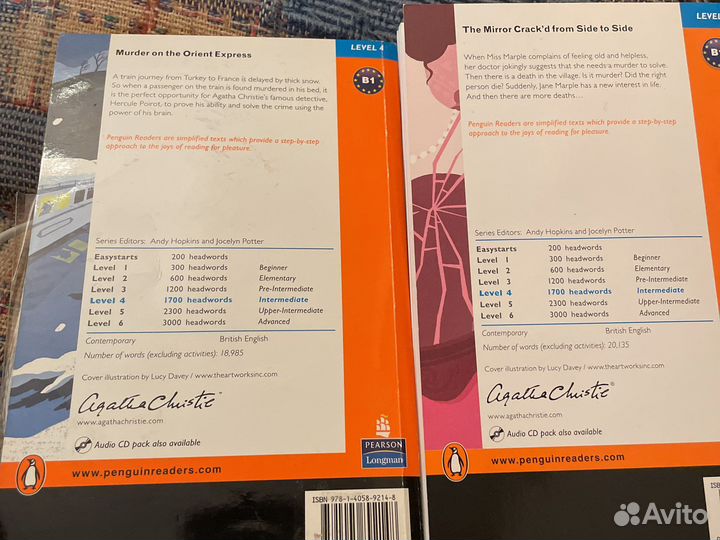 Murder on the Orient Express
LEVEL 4
B1
A train journey from Turkey to France is delayed by thick snow.
So when a passenger on the train is found murdered in his bed, it
is the perfect opportunity for Agatha Christie's famous detective,
Hercule Poirot, to prove his ability and solve the crime using the
power of his brain.
Penguin Readers are simplified texts which provide a step-by-step
approach to the joys of reading for pleasure.
Series Editors: Andy Hopkins and Jocelyn Potter
Easystarts 200 headwords
Level 1 300 headwords Beginner
Level 2 600 headwords Elementary
Level 3 1200 headwords Pre-Intermediate
Level 4 1700 headwords Intermediate
Level 5 2300 headwords Upper-Intermediate
Level 6 3000 headwords Advanced
Contemporary British English
Number of words (excluding activities): 18,985
Cover illustration by Lucy Davey / www.theartworksinc.com
Agatha Christie®
www.agathachristie.com
Audio CD pack also available
PEARSON
Longman
www.penguinreaders.com
ISBN 978-1-4058-9214-8
The Mirror Crack'd from Side to Side
LEVEL
When Miss Marple complains of feeling old and helpless,
her doctor jokingly suggests that she needs a murder to solve.
Then there is a death in the village. Is it murder? Did the right
person die? Suddenly, Jane Marple has a new interest in life.
And then there are more deaths...
Penguin Readers are simplified texts which provide a step-by-step
approach to the joys of reading for pleasure.
Series Editors: Andy Hopkins and Jocelyn Potter
Easystarts 200 headwords
Level 1 300 headwords Beginner
Level 2 600 headwords Elementary
Level 3 1200 headwords Pre-Intermediate
Level 4 1700 headwords Intermediate
Level 5 2300 headwords Upper-Intermediate
Level 6 3000 headwords Advanced
Contemporary British English
Number of words (excluding activities): 20,135
Cover illustration by Lucy Davey / www.theartworksinc.com
Agatha Christie®
www.agathachristie.com
Audio CD pack also available
www.penguinreaders.com
Avito